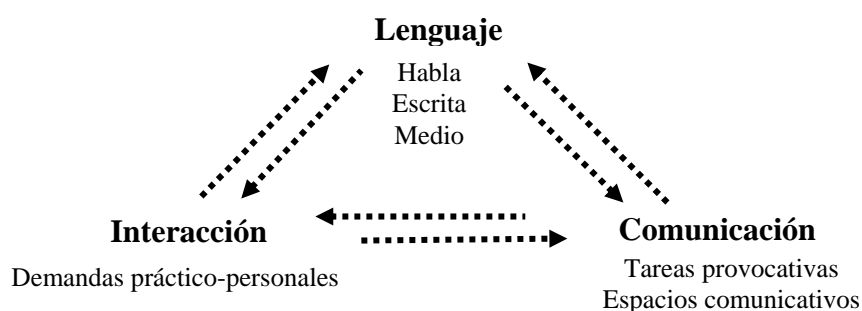 Lenguaje
Habla
Escrita
Medio
Interacción
Demandas práctico-personales
Comunicación
Tareas provocativas
Espacios comunicativos